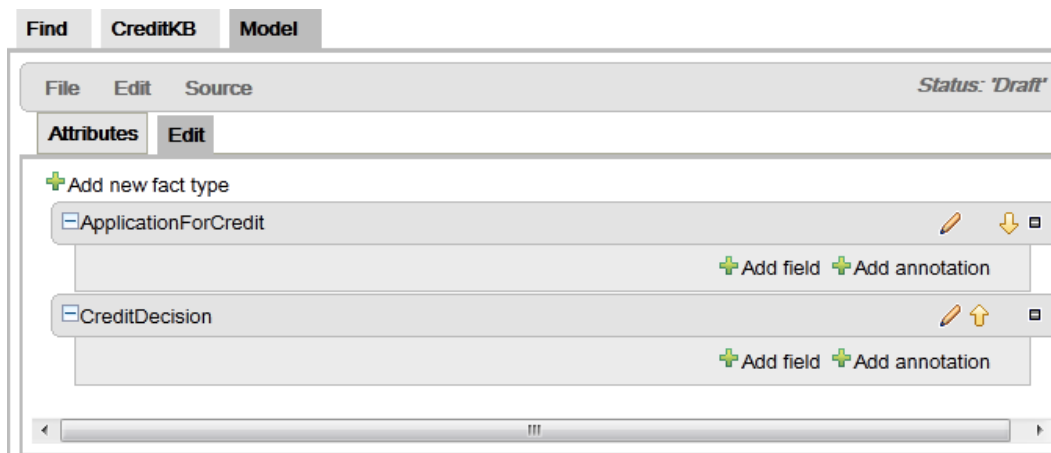 Find CreditKB Model
File Edit Source Status: 'Draft'
Attributes Edit
Add new fact type
ApplicationForCredit
Add field Add annotation
CreditDecision
Add field Add annotation